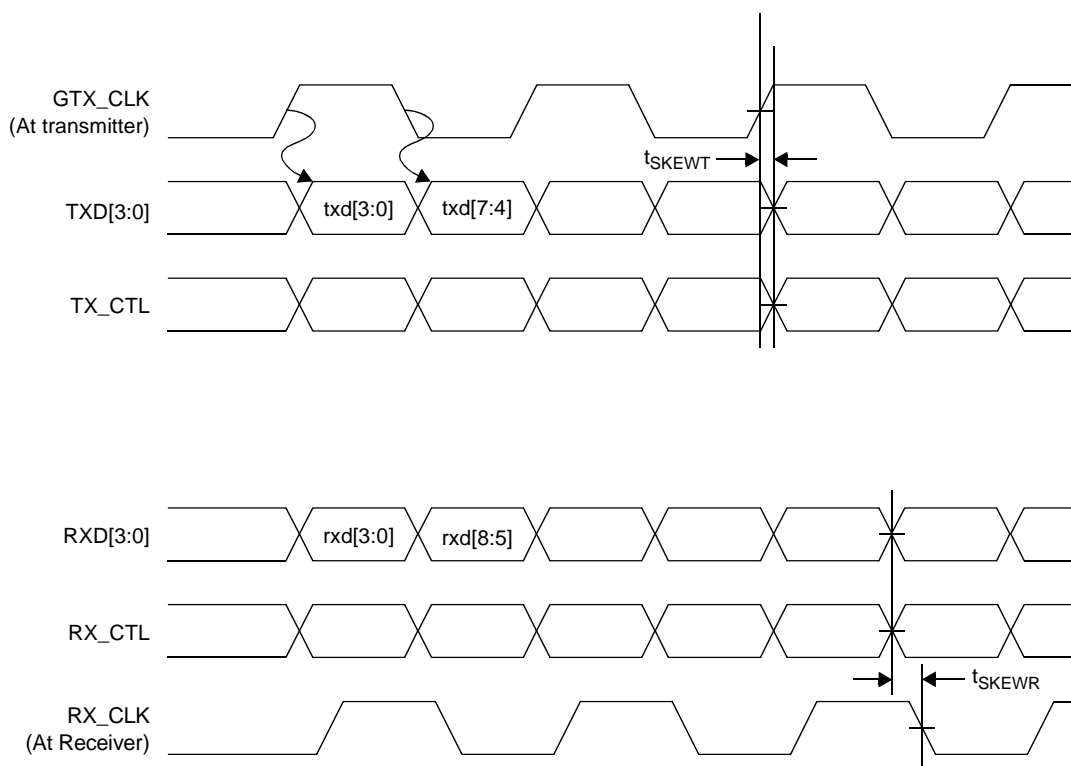 GTX_CLK
(At transmitter)
tSKEWT
TXD[3:0]
txd[3:0]
txd[7:4]
TX_CTL
RXD[3:0]
rxd[3:0]
rxd[8:5]
RX_CTL
tSKEWR
RX_CLK
(At Receiver)